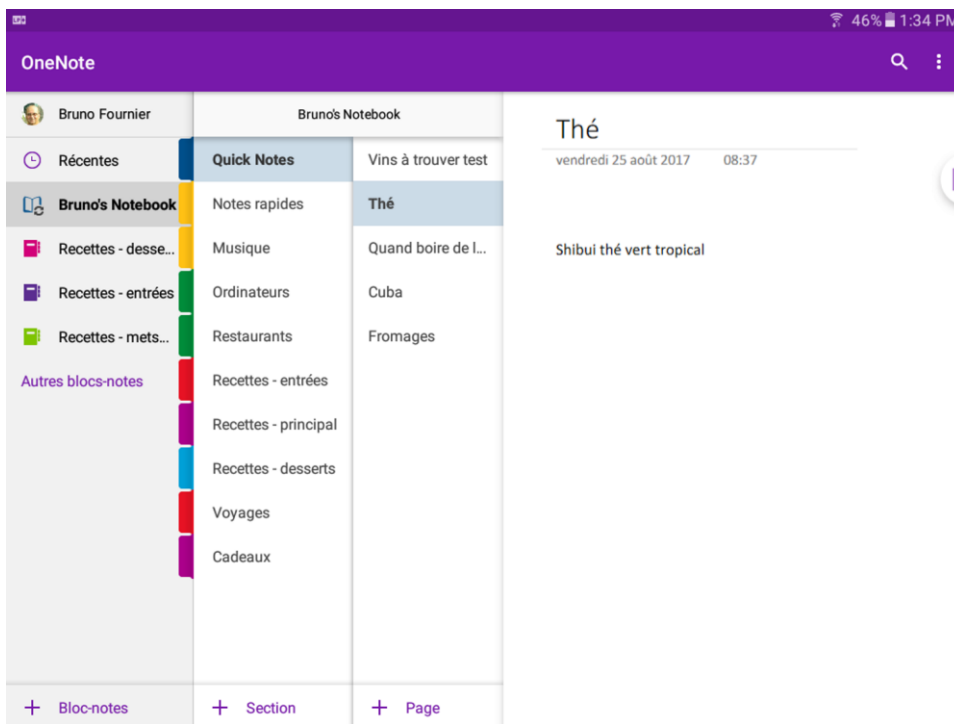 46% 1:34 PM
OneNote
Bruno Fournier
Récentes
Bruno's Notebook
Recettes - desse...
Recettes - entrées
Recettes - mets...
Autres blocs-notes
Bloc-notes
Bruno's Notebook
Quick Notes
Notes rapides
Musique
Ordinateurs
Restaurants
Recettes - entrées
Recettes - principal
Recettes - desserts
Voyages
Cadeaux
Section
Vins à trouver test
Thé
Quand boire de l...
Cuba
Fromages
Page
Thé
vendredi 25 août 2017 08:37
Shibui thé vert tropical